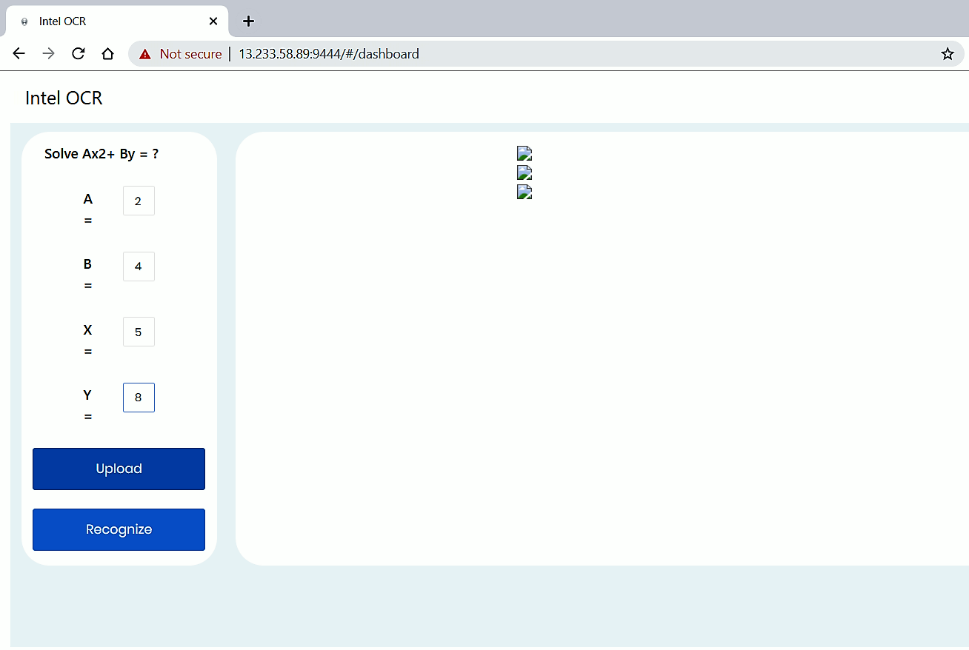 Intel OCR
Not secure | 13.233.58.89:9444/#/dashboard
Intel OCR
Solve Ax2+ By = ?
A = 2
B = 4
X = 5
Y = 8
Upload
Recognize